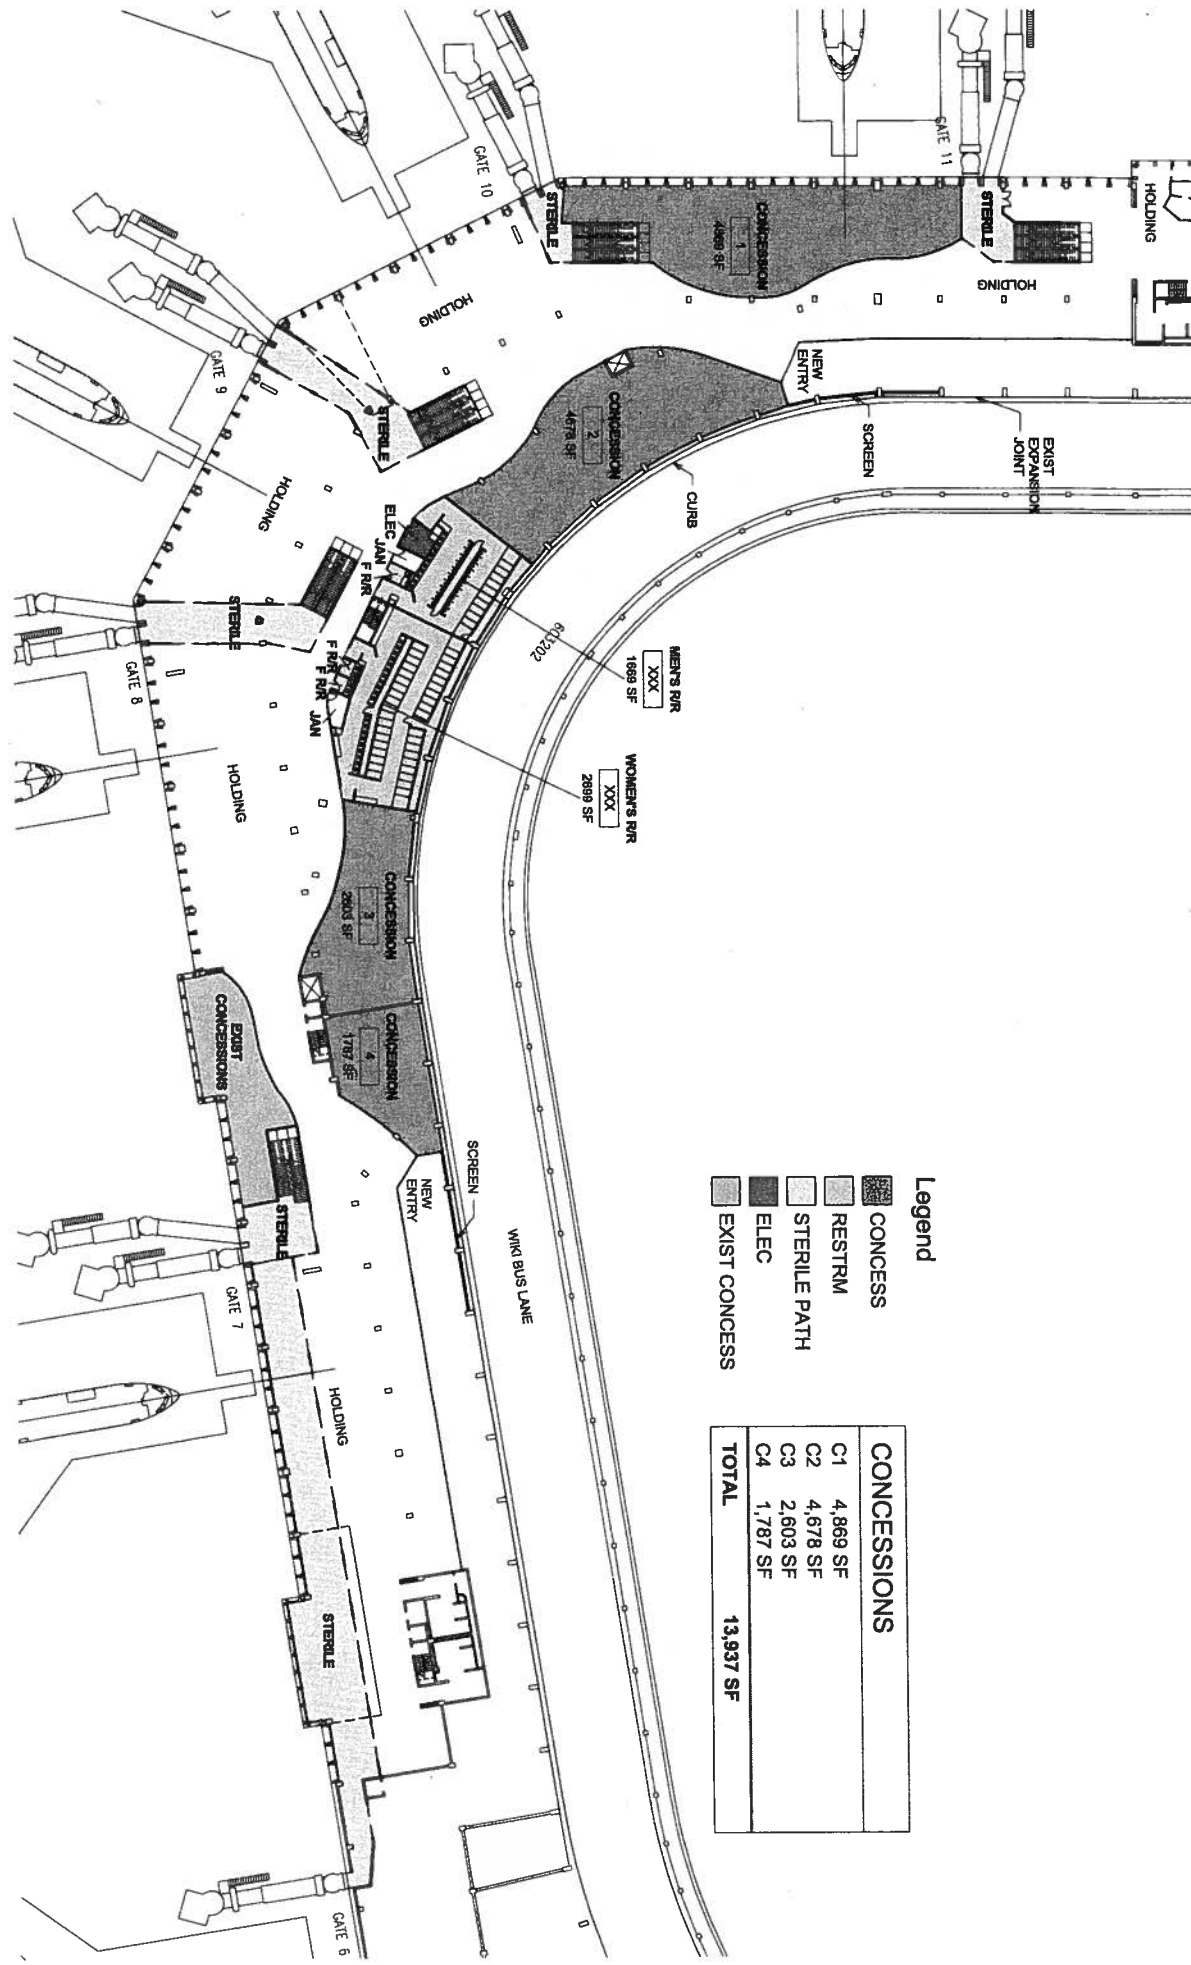 GATE 11
GATE 10
HOLDING
STERILE
CONCESSION
1
4869 SF
STERILE
HOLDING
HOLDING
NEW
ENTRY
GATE 9
STERILE
CONCESSION
2
4678 SF
SCREEN
EXIST
EXPANSION
JOINT
CURB
HOLDING
ELEC
JAN
F R/R
STERILE
603202
MEN'S R/R
XXX
1669 SF
F R/R
F R/R
JAN
GATE 8
WOMEN'S R/R
XXX
2699 SF
HOLDING
CONCESSION
3
2603 SF
EXIST
CONCESSIONS
CONCESSION
4
1787 SF
SCREEN
NEW
ENTRY
STERILE
WIKI BUS LANE
GATE 7
HOLDING
STERILE
GATE 6
Legend
CONCESS
RESTRM
STERILE PATH
ELEC
EXIST CONCESS
CONCESSIONS
C1 4,869 SF
C2 4,678 SF
C3 2,603 SF
C4 1,787 SF
TOTAL 13,937 SF